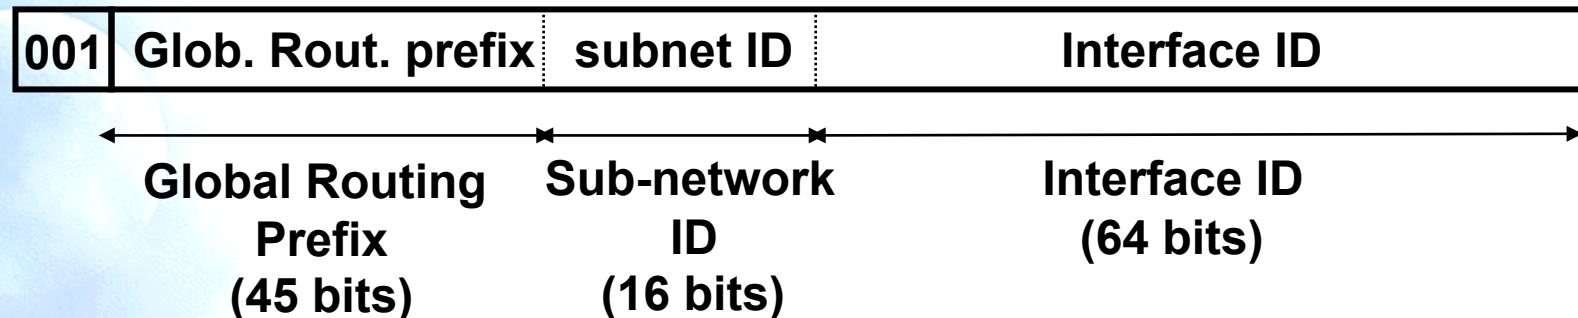 001 Glob. Rout. prefix subnet ID Interface ID
Global Routing Prefix (45 bits)
Sub-network ID (16 bits)
Interface ID (64 bits)